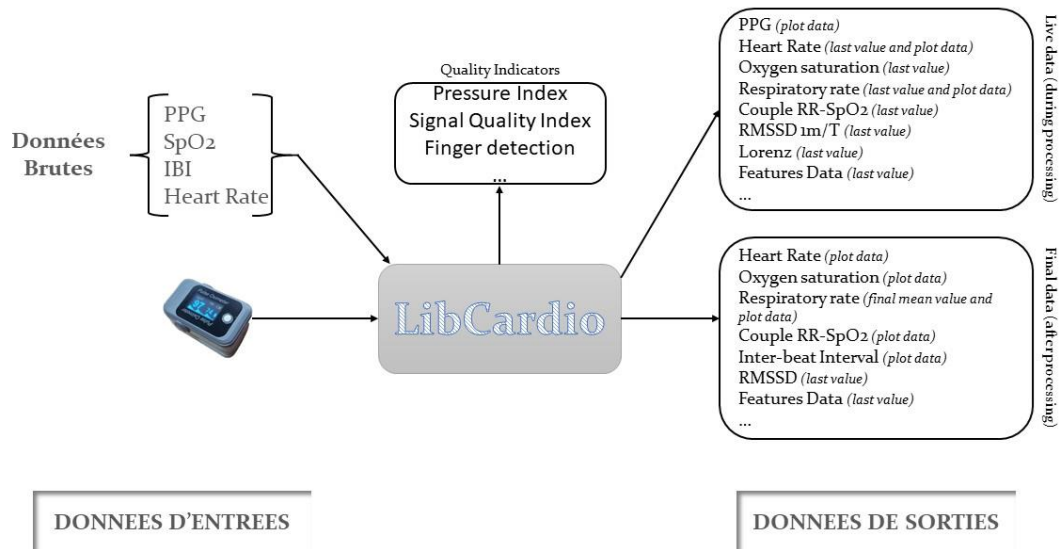 Données
Brutes
PPG
SpO2
IBI
Heart Rate
Quality Indicators
Pressure Index
Signal Quality Index
Finger detection
...
LibCardio
PPG (plot data)
Heart Rate (last value and plot data)
Oxygen saturation (last value)
Respiratory rate (last value and plot data)
Couple RR-SpO2 (last value)
RMSSD 1m/T (last value)
Lorenz (last value)
Features Data (last value)
...
Live data (during processing)
Heart Rate (plot data)
Oxygen saturation (plot data)
Respiratory rate (final mean value and
plot data)
Couple RR-SpO2 (plot data)
Inter-beat Interval (plot data)
RMSSD (last value)
Features Data (last value)
...
Final data (afterprocessing)
DONNEES D'ENTREES
DONNEES DE SORTIES